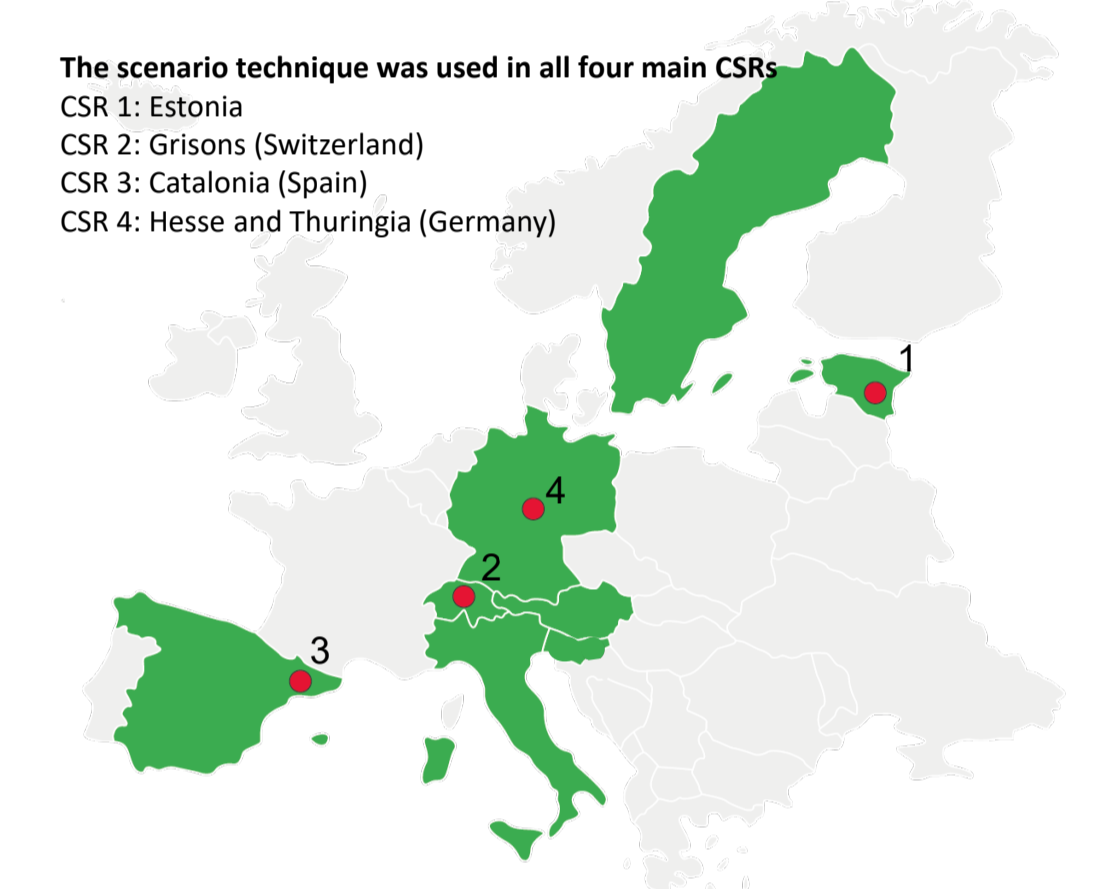 The scenario technique was used in all four main CSRs
CSR 1: Estonia
CSR 2: Grisons (Switzerland)
CSR 3: Catalonia (Spain)
CSR 4: Hesse and Thuringia (Germany)
1
4
2
3